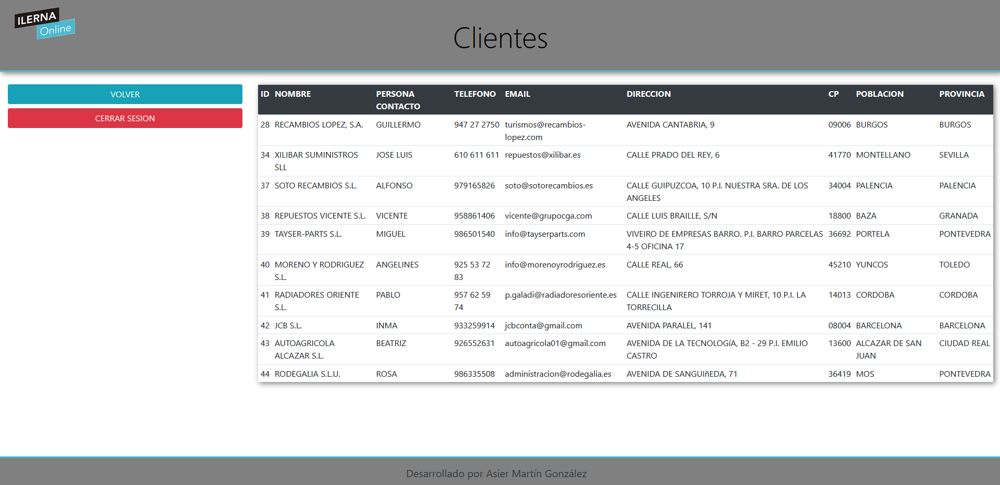 ILERNA
Online
Clientes
VOLVER
CERRAR SESION
ID NOMBRE PERSONA CONTACTO TELEFONO EMAIL DIRECCION CP POBLACION PROVINCIA
28 RECAMBIOS LOPEZ, S.A. GUILLERMO 947 27 2750 turismos@recambios-lopez.com AVENIDA CANTABRIA, 9 09006 BURGOS BURGOS
34 XILIBAR SUMINISTROS SLL JOSE LUIS 610 611 611 repuestos@xilibar.es CALLE PRADO DEL REY, 6 41770 MONTELLANO SEVILLA
37 SOTO RECAMBIOS S.L. ALFONSO 979165826 soto@sotorecambios.es CALLE GUIPUZCOA, 10 P.I. NUESTRA SRA. DE LOS ANGELES 34004 PALENCIA PALENCIA
38 REPUESTOS VICENTE S.L. VICENTE 958861406 vicente@grupocga.com CALLE LUIS BRAILLE, S/N 18800 BAZA GRANADA
39 TAYSER-PARTS S.L. MIGUEL 986501540 info@tayserparts.com VIVEIRO DE EMPRESAS BARRO. P.I. BARRO PARCELAS 4-5 OFICINA 17 36692 PORTELA PONTEVEDRA
40 MORENO Y RODRIGUEZ S.L. ANGELINES 925 53 72 83 info@morenoyrodriguez.es CALLE REAL, 66 45210 YUNCOS TOLEDO
41 RADIADORES ORIENTE S.L. PABLO 957 62 59 74 p.galadi@radiadoresoriente.es CALLE INGENIRERO TORROJA Y MIRET, 10 P.I. LA TORRECILLA 14013 CORDOBA CORDOBA
42 JCB S.L. INMA 933259914 jcbconta@gmail.com AVENIDA PARALEL, 141 08004 BARCELONA BARCELONA
43 AUTOAGRICOLA ALCAZAR S.L. BEATRIZ 926552631 autoagricola01@gmail.com AVENIDA DE LA TECNOLOGíA, B2 - 29 P.I. EMILIO CASTRO 13600 ALCAZAR DE SAN JUAN CIUDAD REAL
44 RODEGALIA S.L.U. ROSA 986335508 administracion@rodegalia.es AVENIDA DE SANGUIñEDA, 71 36419 MOS PONTEVEDRA
Desarrollado por Asier Martín González